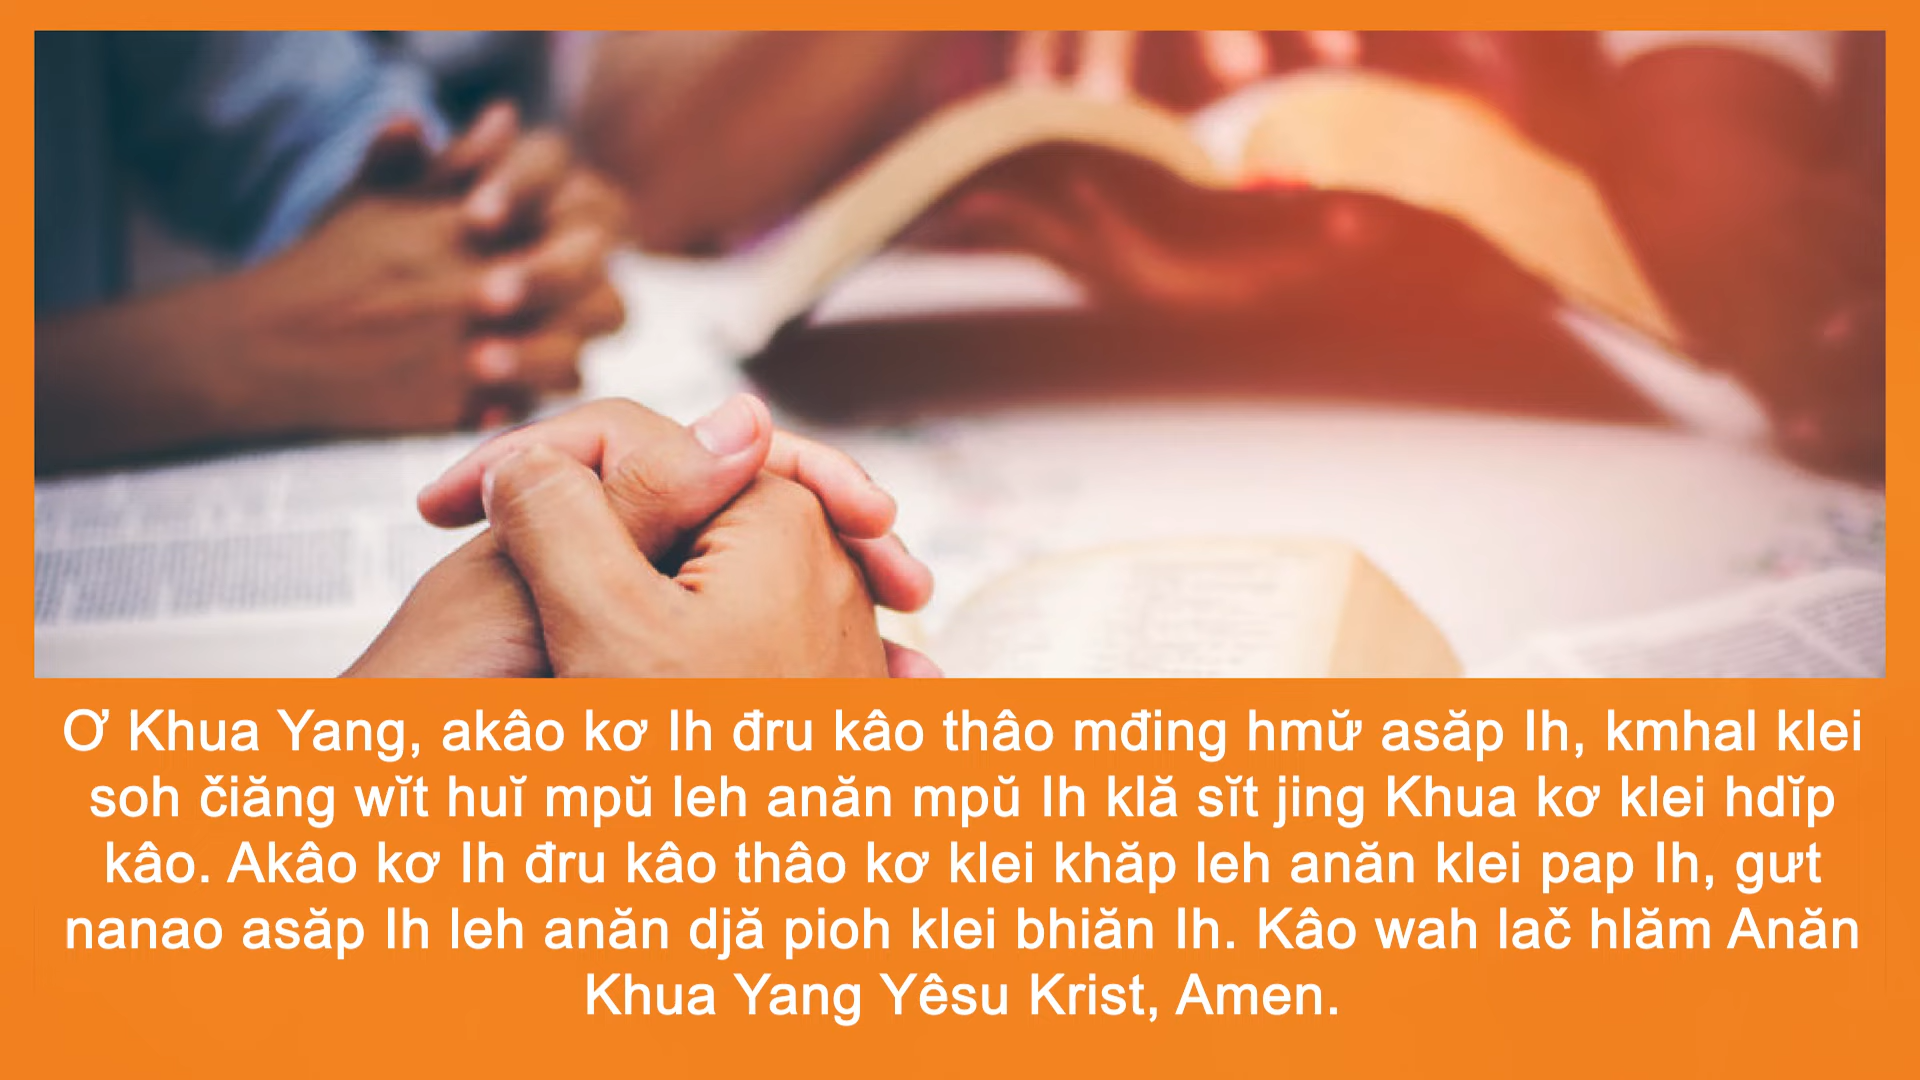 Ơ Khua Yang, akâo kơ Ih đru kâo thâo mđing hmư̆ asăp Ih, kmhal klei
soh čiăng wĭt huĭ mpŭ leh anăn mpŭ Ih klă sĭt jing Khua kơ klei hdĭp
kâo. Akâo kơ Ih đru kâo thâo kơ klei khăp leh anăn klei pap Ih, gưt
nanao asăp Ih leh anăn djă pioh klei bhiăn Ih. Kâo wah lač hlăm Anăn
Khua Yang Yêsu Krist, Amen.